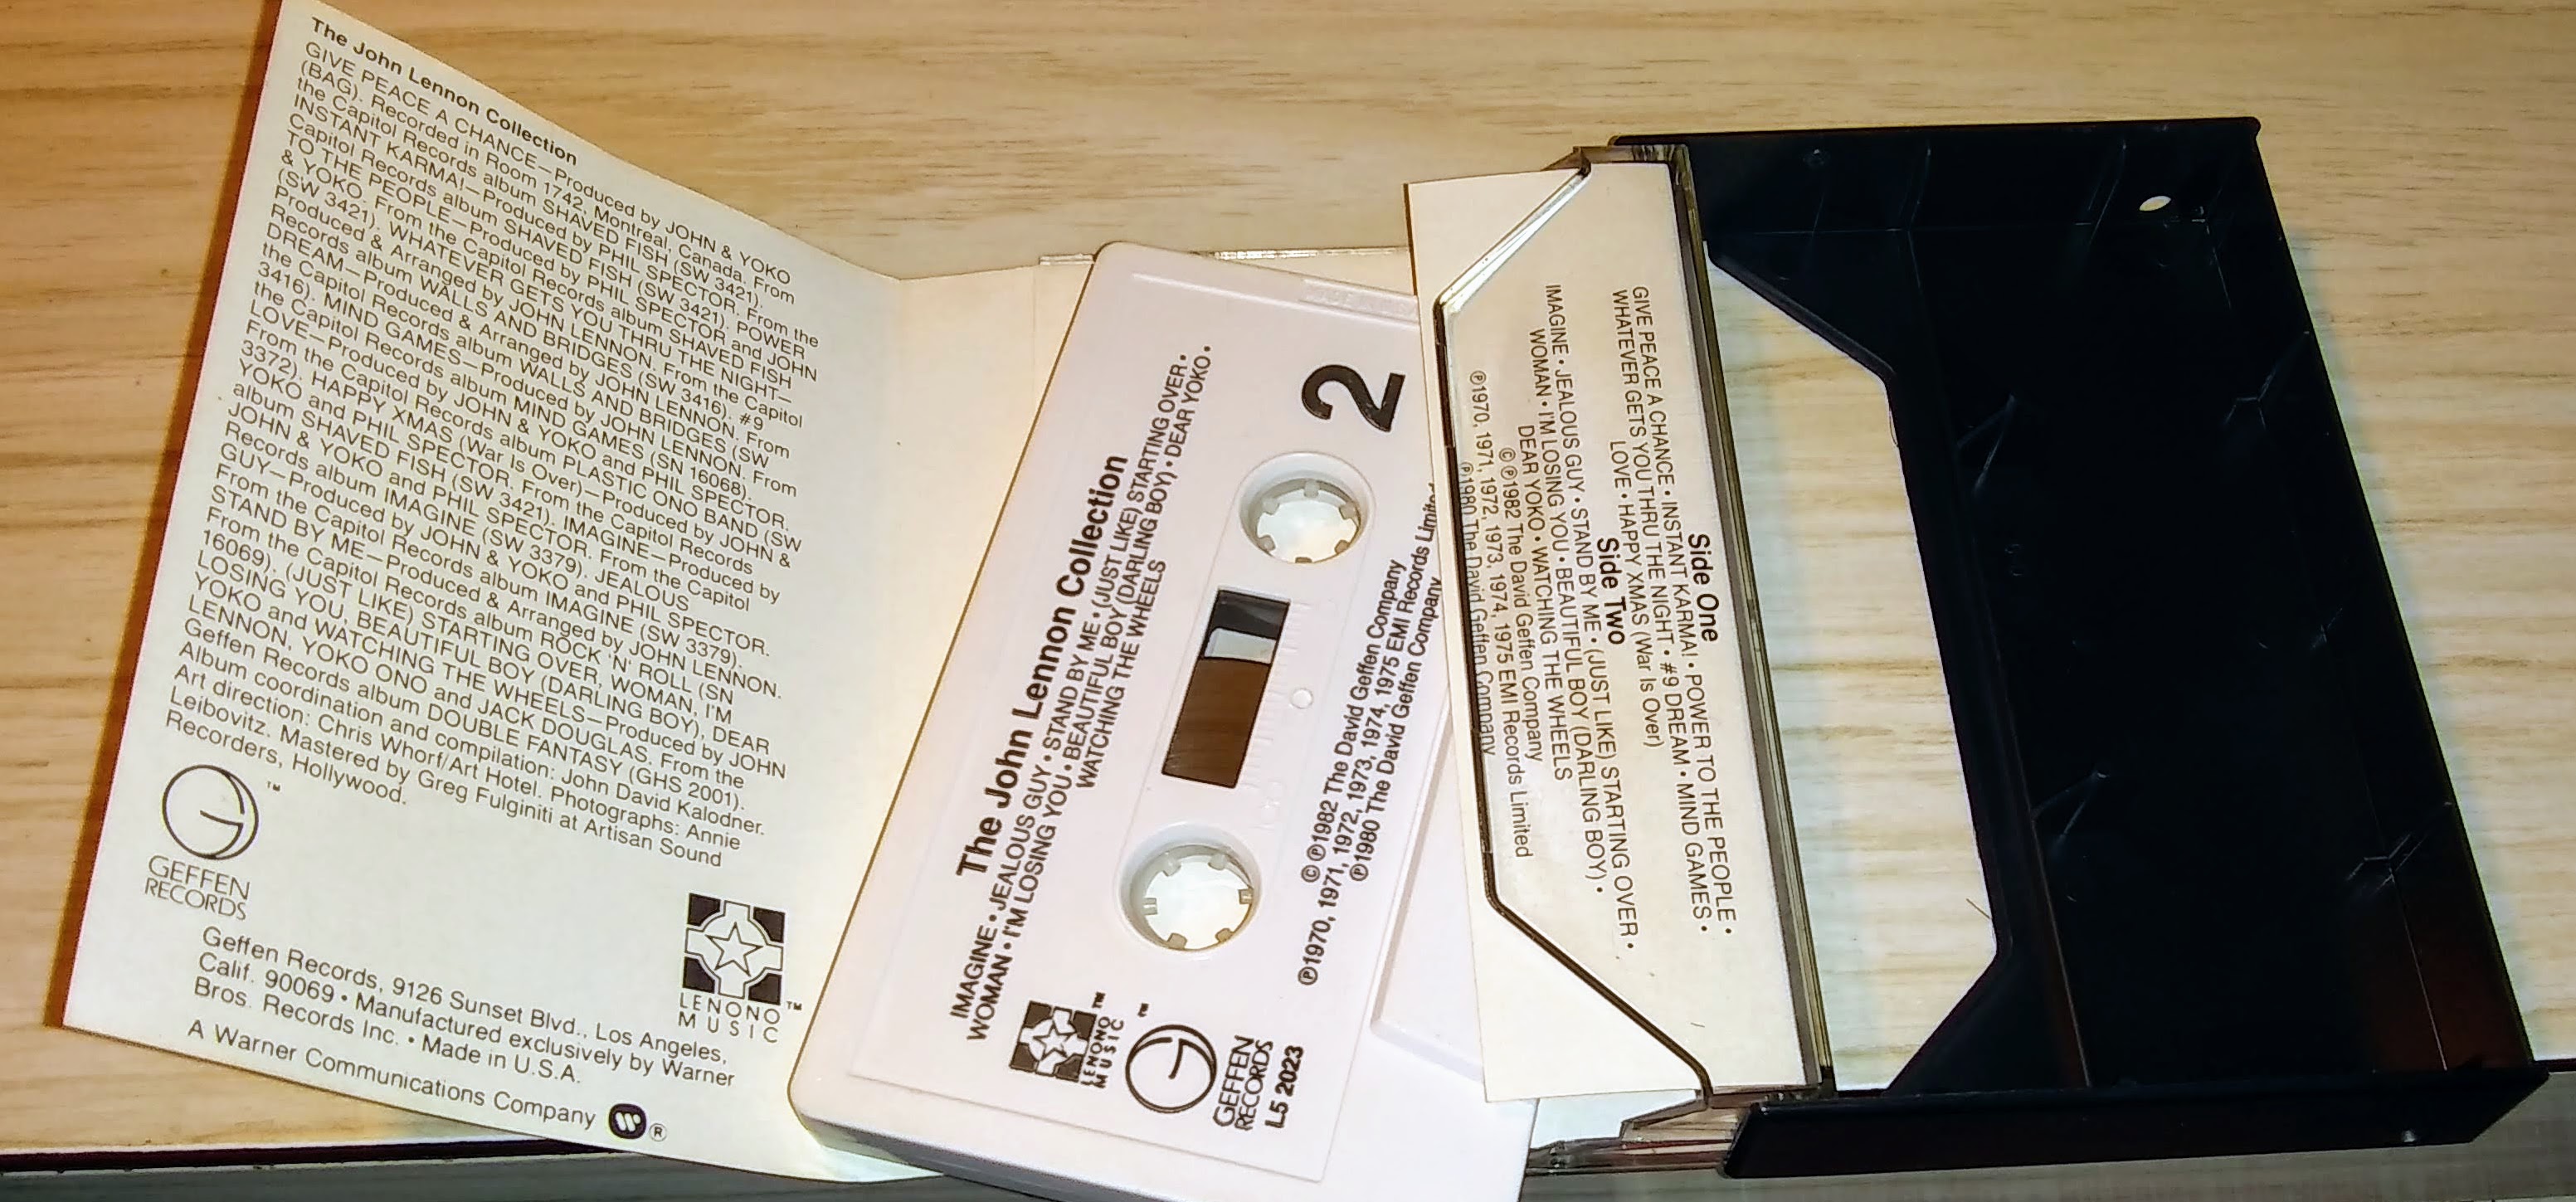 The John Lennon Collection
GIVE PEACE A CHANCE—Produced by JOHN & YOKO
(BAG). Recorded in Room 1742, Montreal, Canada. From
the Capitol Records album SHAVED FISH (SW 3421).
INSTANT KARMA!—Produced by PHIL SPECTOR. From the
Capitol Records album SHAVED FISH (SW 3421). POWER
TO THE PEOPLE—Produced by PHIL SPECTOR and JOHN
& YOKO. From the Capitol Records album SHAVED FISH
(SW 3421). WHATEVER GETS YOU THRU THE NIGHT—
Produced & Arranged by JOHN LENNON. From the Capitol
Records album WALLS AND BRIDGES (SW 3416). #9
DREAM—Produced & Arranged by JOHN LENNON. From
the Capitol Records album WALLS AND BRIDGES (SW
3416). MIND GAMES—Produced by JOHN LENNON. From
the Capitol Records album MIND GAMES (SN 16068).
LOVE—Produced by JOHN & YOKO and PHIL SPECTOR.
From the Capitol Records album PLASTIC ONO BAND (SW
3372). HAPPY XMAS (War Is Over)—Produced by JOHN &
YOKO and PHIL SPECTOR. From the Capitol Records
album SHAVED FISH (SW 3421). IMAGINE—Produced by
JOHN & YOKO and PHIL SPECTOR. From the Capitol
Records album IMAGINE (SW 3379). JEALOUS
GUY—Produced by JOHN & YOKO and PHIL SPECTOR.
From the Capitol Records album IMAGINE (SW 3379).
STAND BY ME—Produced & Arranged by JOHN LENNON.
From the Capitol Records album ROCK 'N' ROLL (SN
16069). (JUST LIKE) STARTING OVER, WOMAN, I'M
LOSING YOU, BEAUTIFUL BOY (DARLING BOY), DEAR
YOKO and WATCHING THE WHEELS—Produced by JOHN
LENNON, YOKO ONO and JACK DOUGLAS. From the
Geffen Records album DOUBLE FANTASY (GHS 2001).
Album coordination and compilation: John David Kalodner.
Art direction: Chris Whorf/Art Hotel. Photographs: Annie
Leibovitz. Mastered by Greg Fulginiti at Artisan Sound
Recorders, Hollywood.
TM
GEFFEN
RECORDS
LENONO TM
MUSIC
Geffen Records, 9126 Sunset Blvd., Los Angeles,
Calif. 90069 • Manufactured exclusively by Warner
Bros. Records Inc. • Made in U.S.A.
A Warner Communications Company ®
The John Lennon Collection
IMAGINE • JEALOUS GUY • STAND BY ME • (JUST LIKE) STARTING OVER •
WOMAN • I'M LOSING YOU • BEAUTIFUL BOY (DARLING BOY) • DEAR YOKO •
WATCHING THE WHEELS
2
© ℗1982 The David Geffen Company
℗1970, 1971, 1972, 1973, 1974, 1975 EMI Records Limited
℗1980 The David Geffen Company
LENONO TM
MUSIC
TM
GEFFEN
RECORDS
L5 2023
Side One
GIVE PEACE A CHANCE • INSTANT KARMA! • POWER TO THE PEOPLE •
WHATEVER GETS YOU THRU THE NIGHT • #9 DREAM • MIND GAMES •
LOVE • HAPPY XMAS (War Is Over)
Side Two
IMAGINE • JEALOUS GUY • STAND BY ME • (JUST LIKE) STARTING OVER •
WOMAN • I'M LOSING YOU • BEAUTIFUL BOY (DARLING BOY) •
DEAR YOKO • WATCHING THE WHEELS
© ℗1982 The David Geffen Company
℗1970, 1971, 1972, 1973, 1974, 1975 EMI Records Limited
℗1980 The David Geffen Company